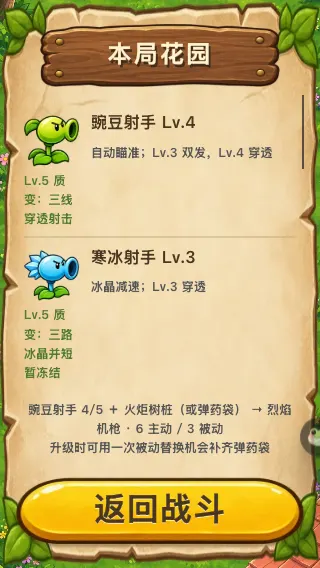 本局花园
豌豆射手 Lv.4
自动瞄准；Lv.3 双发，Lv.4 穿透
Lv.5 质
变：三线
穿透射击
寒冰射手 Lv.3
冰晶减速；Lv.3 穿透
Lv.5 质
变：三路
冰晶并短
暂冻结
豌豆射手 4/5 + 火炬树桩（或弹药袋） → 烈焰
机枪 · 6 主动 / 3 被动
升级时可用一次被动替换机会补齐弹药袋
返回战斗